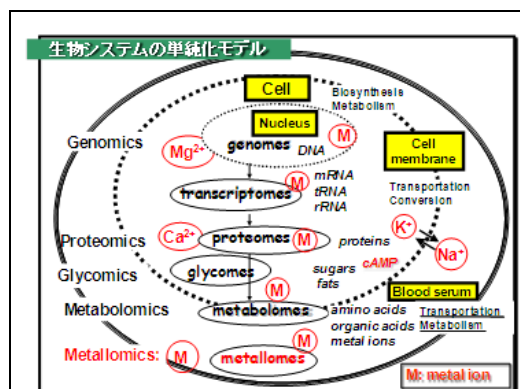 生物システムの単純化モデル
Cell
Biosynthesis
Metabolism
Nucleus
Genomics
genomes
DNA
M
Mg²⁺
Cell
membrane
M
mRNA
transcriptomes
tRNA
rRNA
Transportation
Conversion
K⁺
Ca²⁺
Proteomics
proteomes
M
proteins
Na⁺
Glycomics
glycomes
sugars
cAMP
fats
M
Blood serum
Metabolomics
metabolomes
amino acids
Transportation
organic acids
Metabolism
metal ions
M
Metallomics:
M
metallomes
M: metal ion